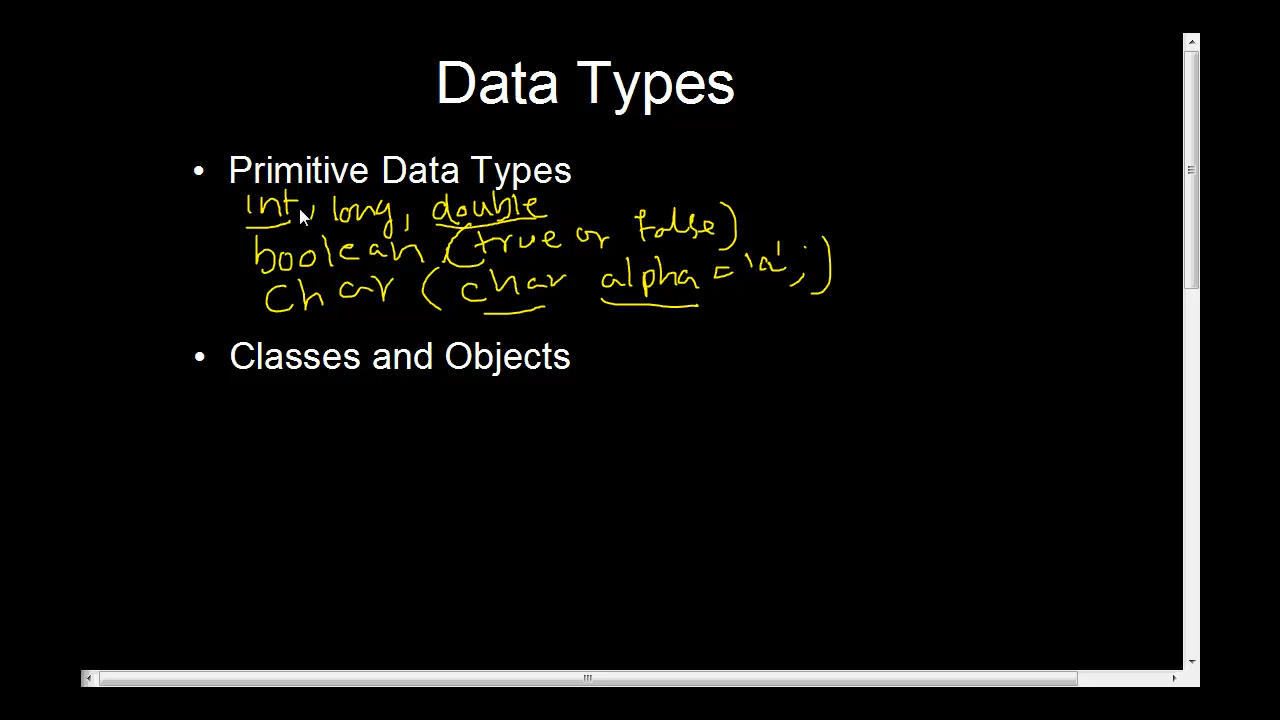 Data Types
• Primitive Data Types
int, long, double
boolean (true or false)
Char (char alpha = 'a';)
• Classes and Objects